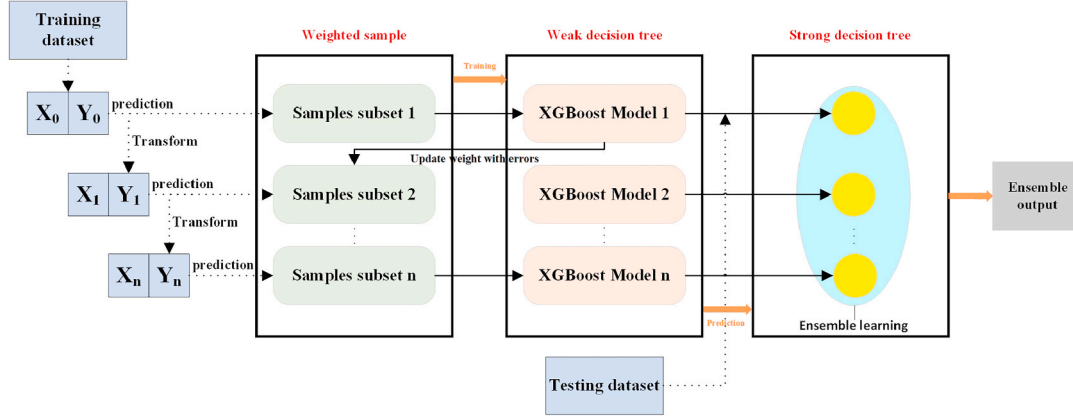 Training
dataset
Weighted sample
Weak decision tree
Strong decision tree
Training
X0 Y0
prediction
Samples subset 1
XGBoost Model 1
Transform
Update weight with errors
X1 Y1
prediction
Samples subset 2
XGBoost Model 2
Ensemble
output
Transform
Xn Yn
prediction
Samples subset n
XGBoost Model n
Prediction
Ensemble learning
Testing dataset